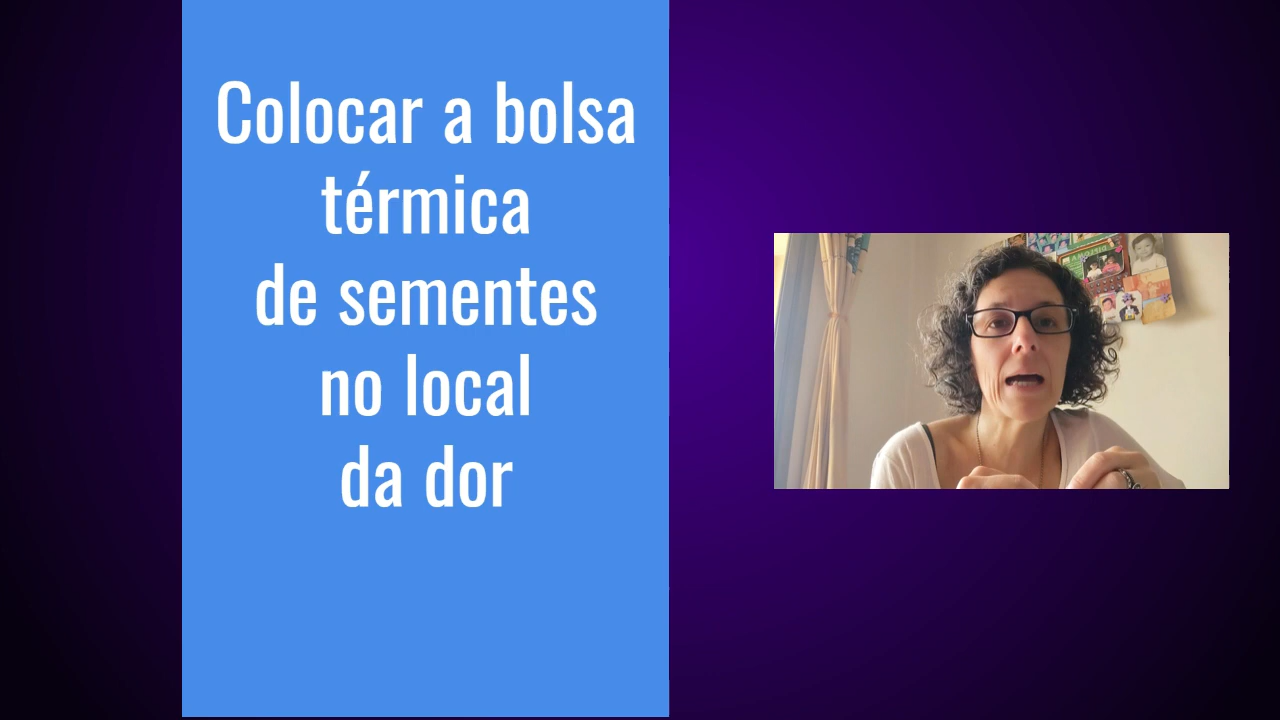 Colocar a bolsa
térmica
de sementes
no local
da dor